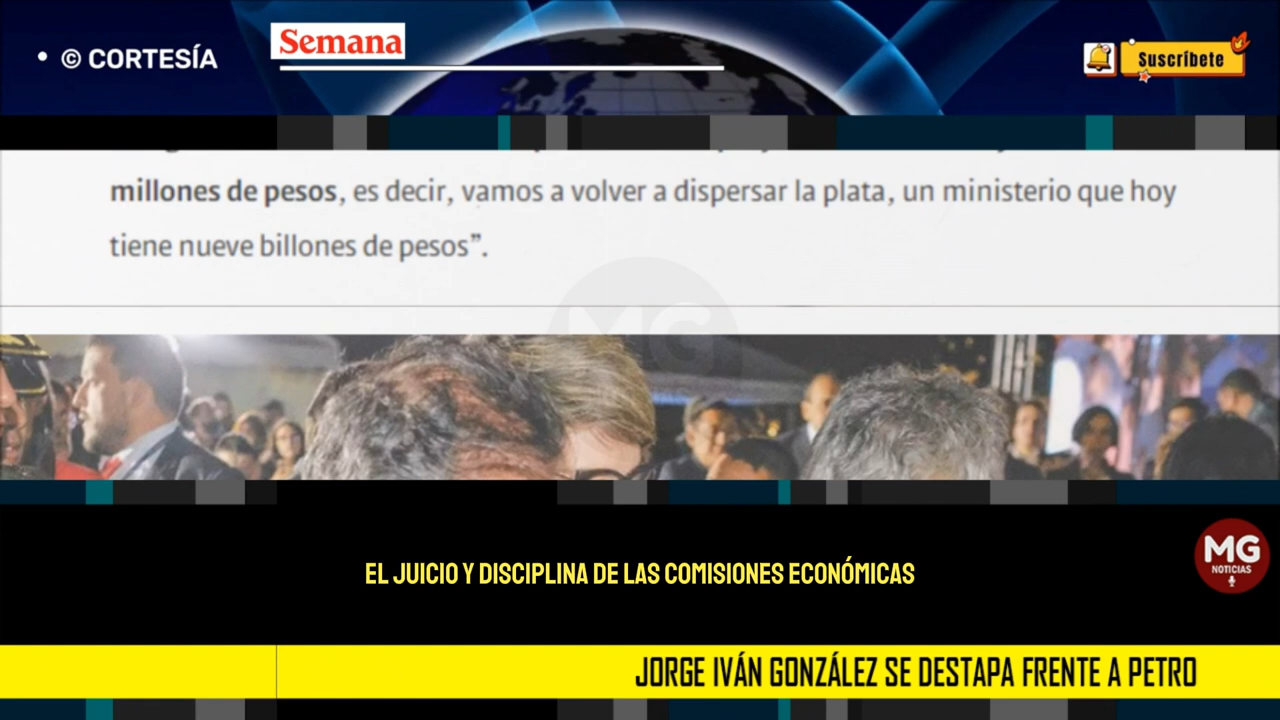 • © CORTESÍA
Semana
Suscríbete
millones de pesos, es decir, vamos a volver a dispersar la plata, un ministerio que hoy
tiene nueve billones de pesos”.
MG
EL JUICIO Y DISCIPLINA DE LAS COMISIONES ECONÓMICAS
MG
NOTICIAS
JORGE IVÁN GONZÁLEZ SE DESTAPA FRENTE A PETRO